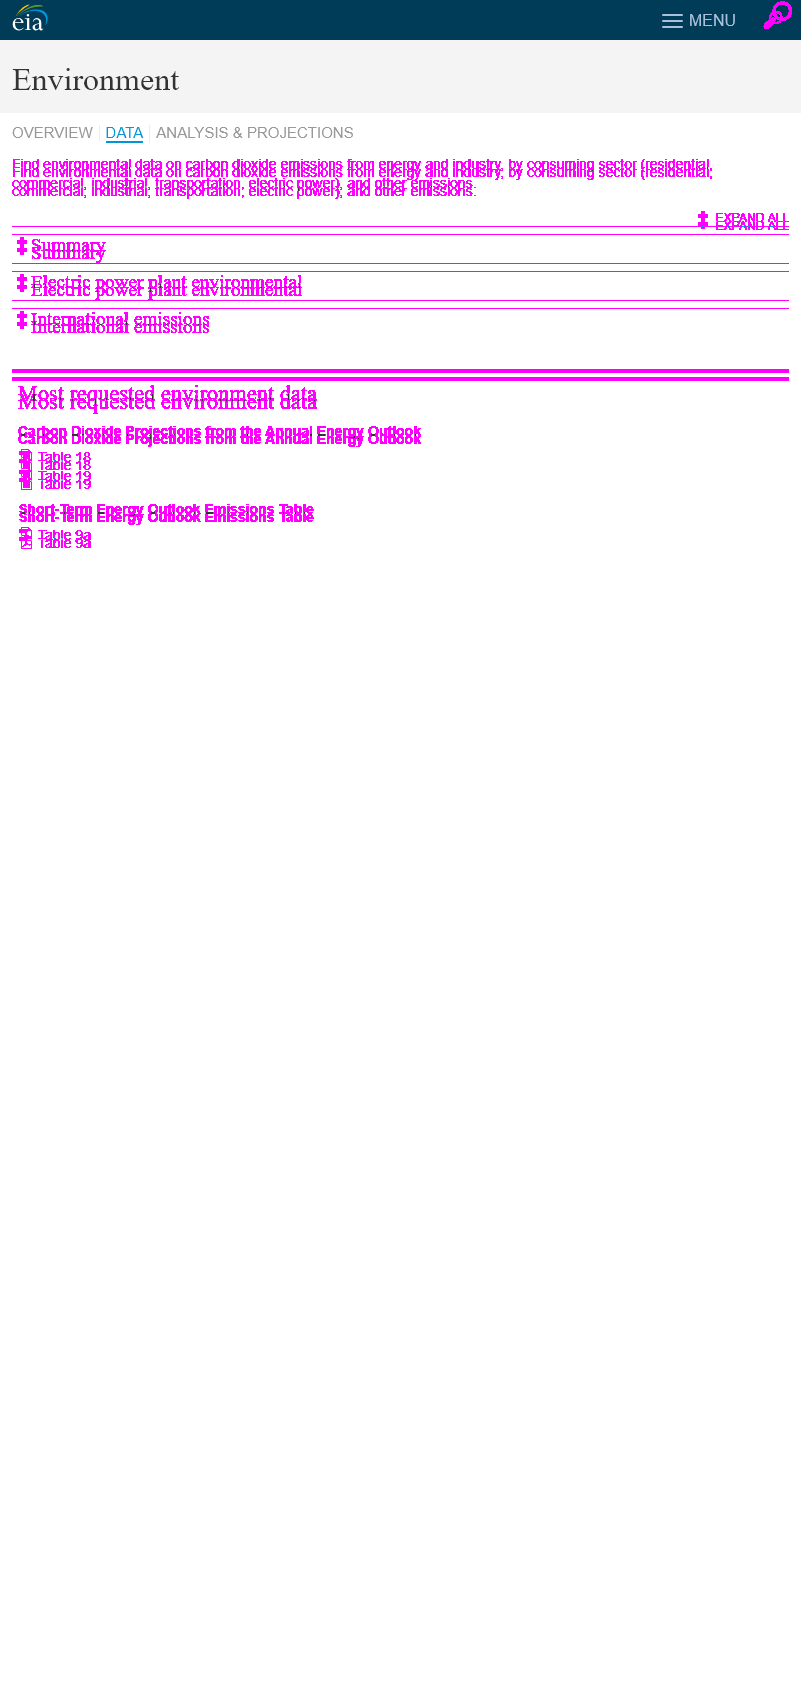 eia
MENU
Environment
OVERVIEW DATA ANALYSIS & PROJECTIONS
Find environmental data on carbon dioxide emissions from energy and industry, by consuming sector (residential,
commercial, industrial, transportation, electric power), and other emissions.
EXPAND ALL
Summary
Electric power plant environmental
International emissions
Most requested environment data
Carbon Dioxide Projections from the Annual Energy Outlook
Table 18
Table 19
Short-Term Energy Outlook Emissions Table
Table 9a